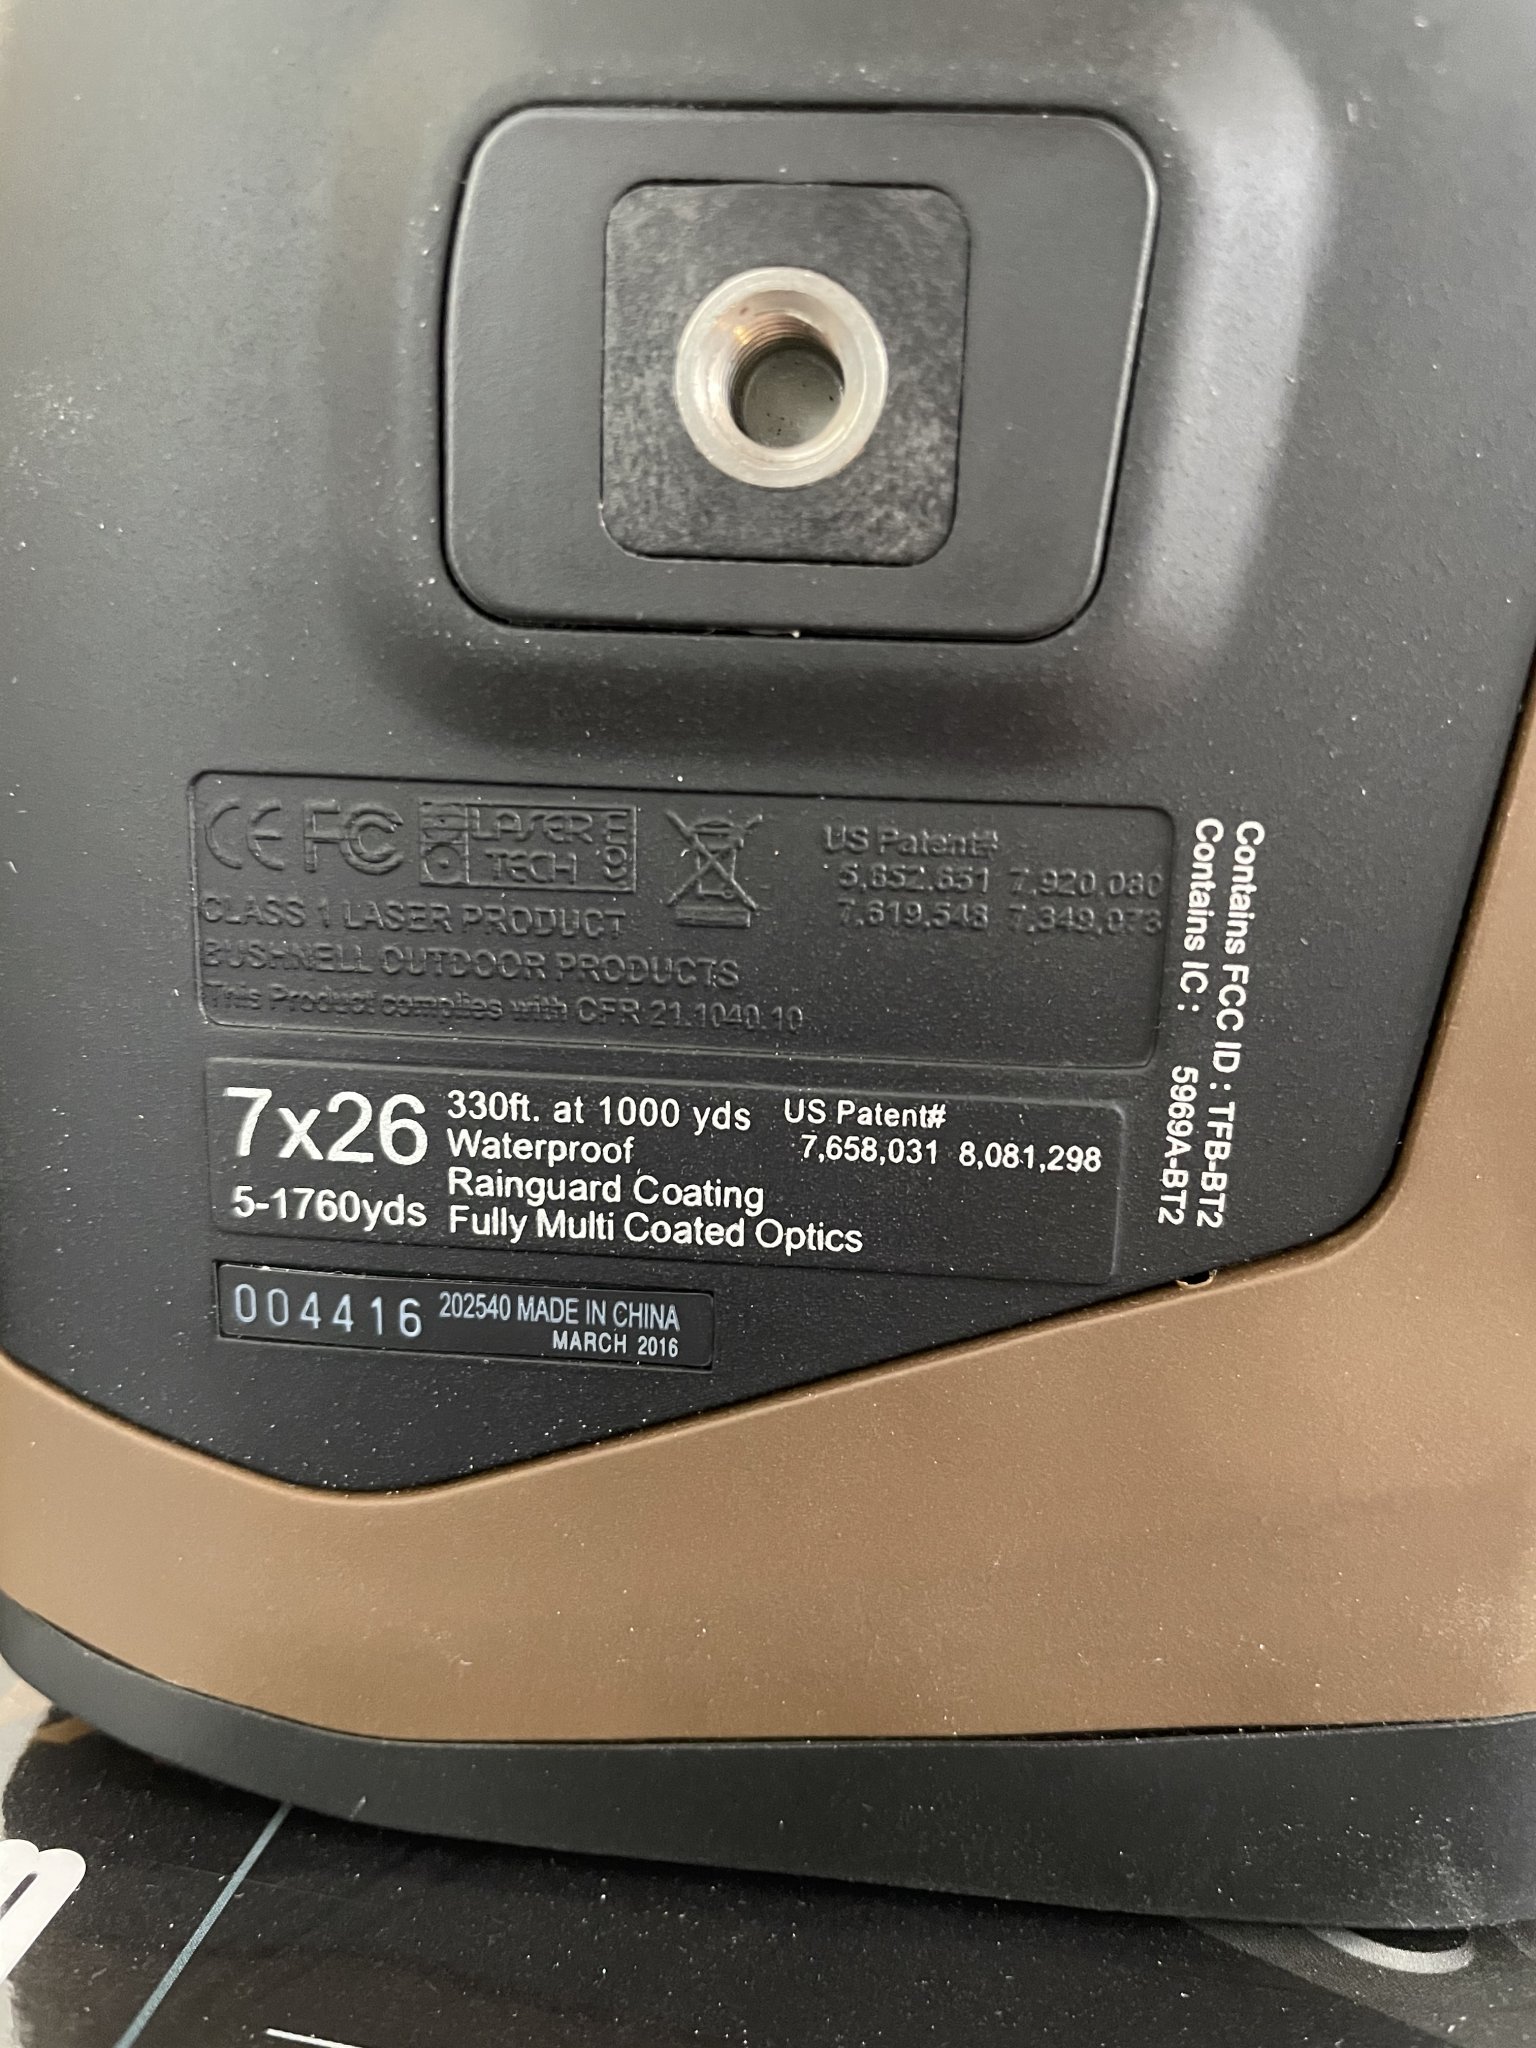 CE FC LASER TECH
US Patent#
5,652,651 7,920,080
7,619,548 7,349,073
CLASS 1 LASER PRODUCT
BUSHNELL OUTDOOR PRODUCTS
This Product complies with CFR 21.1040.10
Contains FCC ID : TFB-BT2
Contains IC : 5969A-BT2
7x26
5-1760yds
330ft. at 1000 yds
Waterproof
Rainguard Coating
Fully Multi Coated Optics
US Patent#
7,658,031 8,081,298
004416
202540 MADE IN CHINA
MARCH 2016